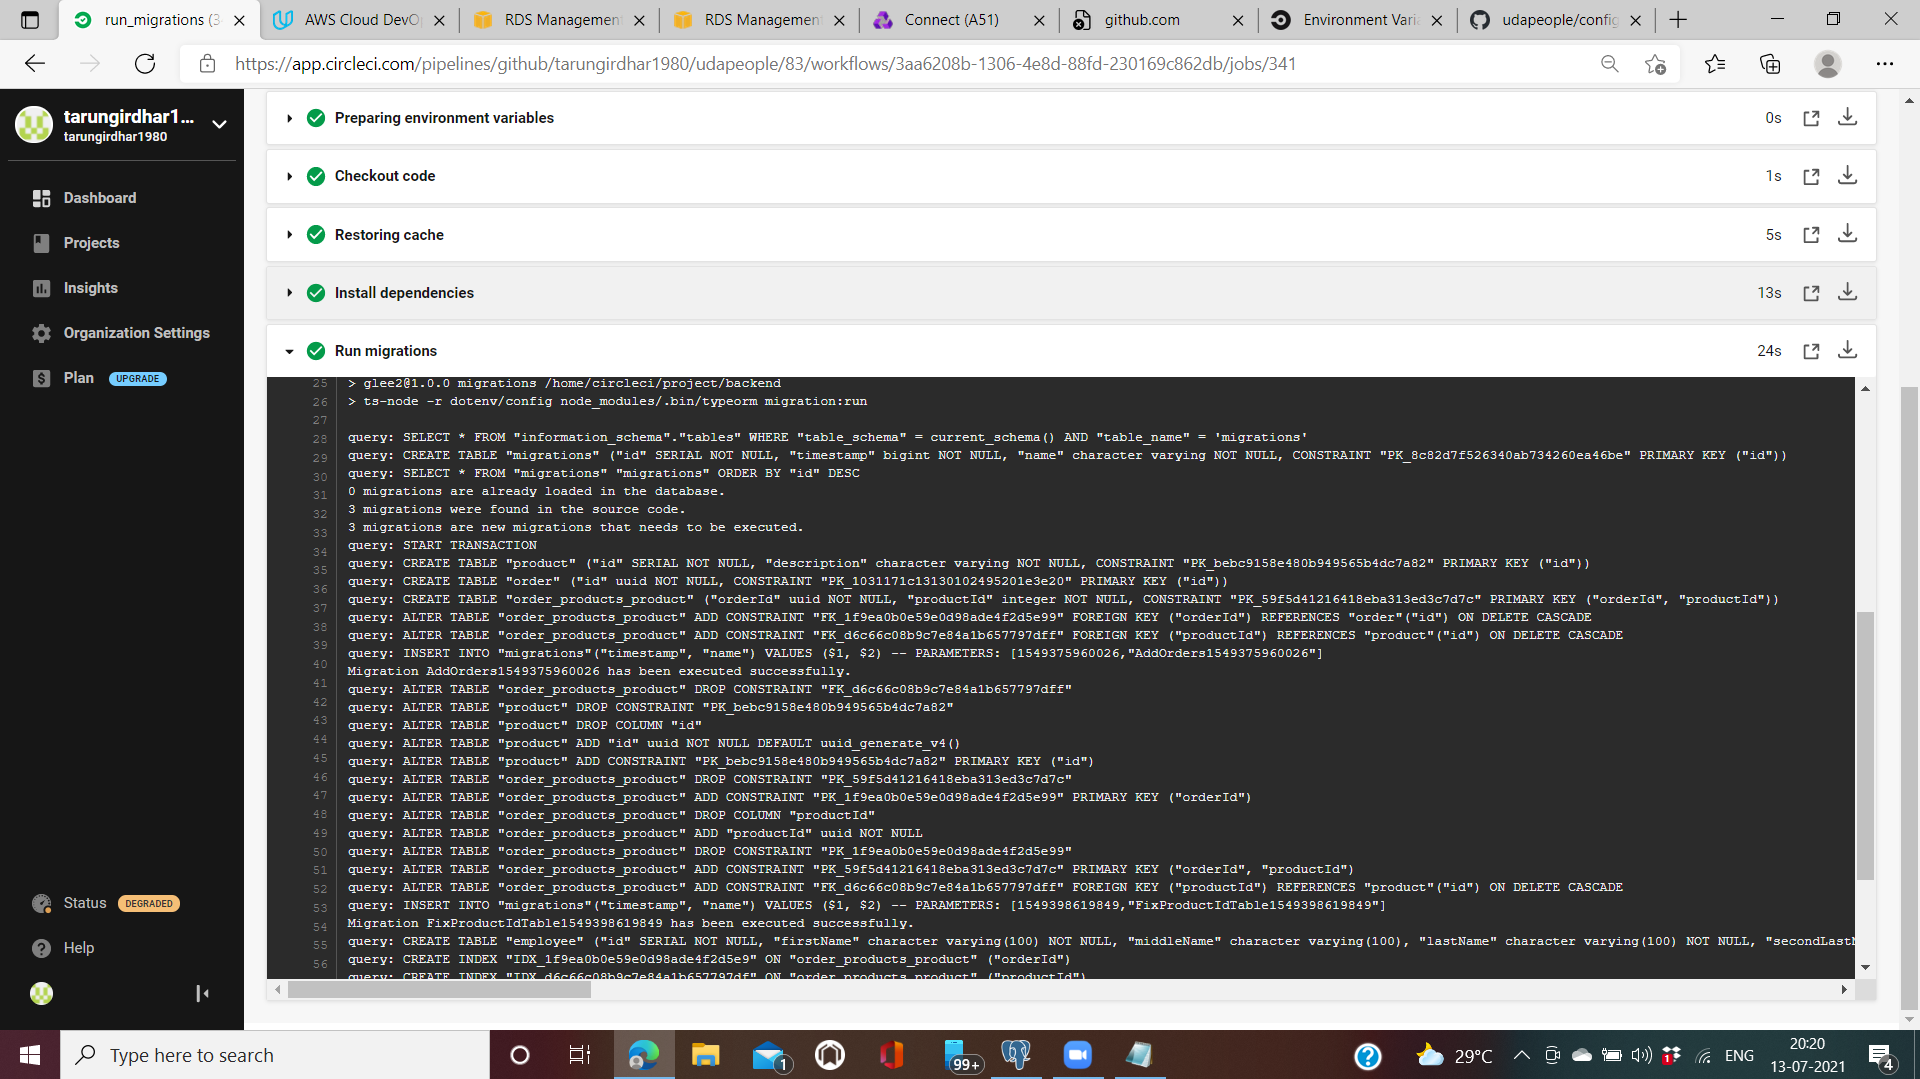 run_migrations (3
AWS Cloud DevO
RDS Management
RDS Management
Connect (A51)
github.com
Environment Varia
udapeople/config
https://app.circleci.com/pipelines/github/tarungirdhar1980/udapeople/83/workflows/3aa6208b-1306-4e8d-88fd-230169c862db/jobs/341
tarungirdhar1...
tarungirdhar1980
Dashboard
Projects
Insights
Organization Settings
Plan UPGRADE
Status DEGRADED
Help
Preparing environment variables 0s
Checkout code 1s
Restoring cache 5s
Install dependencies 13s
Run migrations 24s
25 > glee2@1.0.0 migrations /home/circleci/project/backend
26 > ts-node -r dotenv/config node_modules/.bin/typeorm migration:run
27
28 query: SELECT * FROM "information_schema"."tables" WHERE "table_schema" = current_schema() AND "table_name" = 'migrations'
29 query: CREATE TABLE "migrations" ("id" SERIAL NOT NULL, "timestamp" bigint NOT NULL, "name" character varying NOT NULL, CONSTRAINT "PK_8c82d7f526340ab734260ea46be" PRIMARY KEY ("id"))
30 query: SELECT * FROM "migrations" "migrations" ORDER BY "id" DESC
31 0 migrations are already loaded in the database.
32 3 migrations were found in the source code.
33 3 migrations are new migrations that needs to be executed.
34 query: START TRANSACTION
35 query: CREATE TABLE "product" ("id" SERIAL NOT NULL, "description" character varying NOT NULL, CONSTRAINT "PK_bebc9158e480b949565b4dc7a82" PRIMARY KEY ("id"))
36 query: CREATE TABLE "order" ("id" uuid NOT NULL, CONSTRAINT "PK_1031171c13130102495201e3e20" PRIMARY KEY ("id"))
37 query: CREATE TABLE "order_products_product" ("orderId" uuid NOT NULL, "productId" integer NOT NULL, CONSTRAINT "PK_59f5d41216418eba313ed3c7d7c" PRIMARY KEY ("orderId", "productId"))
38 query: ALTER TABLE "order_products_product" ADD CONSTRAINT "FK_1f9ea0b0e59e0d98ade4f2d5e99" FOREIGN KEY ("orderId") REFERENCES "order"("id") ON DELETE CASCADE
39 query: ALTER TABLE "order_products_product" ADD CONSTRAINT "FK_d6c66c08b9c7e84a1b657797dff" FOREIGN KEY ("productId") REFERENCES "product"("id") ON DELETE CASCADE
40 query: INSERT INTO "migrations"("timestamp", "name") VALUES ($1, $2) -- PARAMETERS: [1549375960026,"AddOrders1549375960026"]
41 Migration AddOrders1549375960026 has been executed successfully.
42 query: ALTER TABLE "order_products_product" DROP CONSTRAINT "FK_d6c66c08b9c7e84a1b657797dff"
43 query: ALTER TABLE "product" DROP CONSTRAINT "PK_bebc9158e480b949565b4dc7a82"
44 query: ALTER TABLE "product" DROP COLUMN "id"
45 query: ALTER TABLE "product" ADD "id" uuid NOT NULL DEFAULT uuid_generate_v4()
46 query: ALTER TABLE "product" ADD CONSTRAINT "PK_bebc9158e480b949565b4dc7a82" PRIMARY KEY ("id")
47 query: ALTER TABLE "order_products_product" DROP CONSTRAINT "PK_59f5d41216418eba313ed3c7d7c"
48 query: ALTER TABLE "order_products_product" ADD CONSTRAINT "PK_1f9ea0b0e59e0d98ade4f2d5e99" PRIMARY KEY ("orderId")
49 query: ALTER TABLE "order_products_product" DROP COLUMN "productId"
50 query: ALTER TABLE "order_products_product" ADD "productId" uuid NOT NULL
51 query: ALTER TABLE "order_products_product" DROP CONSTRAINT "PK_1f9ea0b0e59e0d98ade4f2d5e99"
52 query: ALTER TABLE "order_products_product" ADD CONSTRAINT "PK_59f5d41216418eba313ed3c7d7c" PRIMARY KEY ("orderId", "productId")
53 query: ALTER TABLE "order_products_product" ADD CONSTRAINT "FK_d6c66c08b9c7e84a1b657797dff" FOREIGN KEY ("productId") REFERENCES "product"("id") ON DELETE CASCADE
54 query: INSERT INTO "migrations"("timestamp", "name") VALUES ($1, $2) -- PARAMETERS: [1549398619849,"FixProductIdTable1549398619849"]
55 Migration FixProductIdTable1549398619849 has been executed successfully.
56 query: CREATE TABLE "employee" ("id" SERIAL NOT NULL, "firstName" character varying(100) NOT NULL, "middleName" character varying(100), "lastName" character varying(100) NOT NULL, "secondLastN
query: CREATE INDEX "IDX_1f9ea0b0e59e0d98ade4f2d5e9" ON "order_products_product" ("orderId")
query: CREATE INDEX "IDX_d6c66c08b9c7e84a1b657797df" ON "order_products_product" ("productId")
Type here to search
1
99+
29°C
1
ENG
20:20
13-07-2021
4